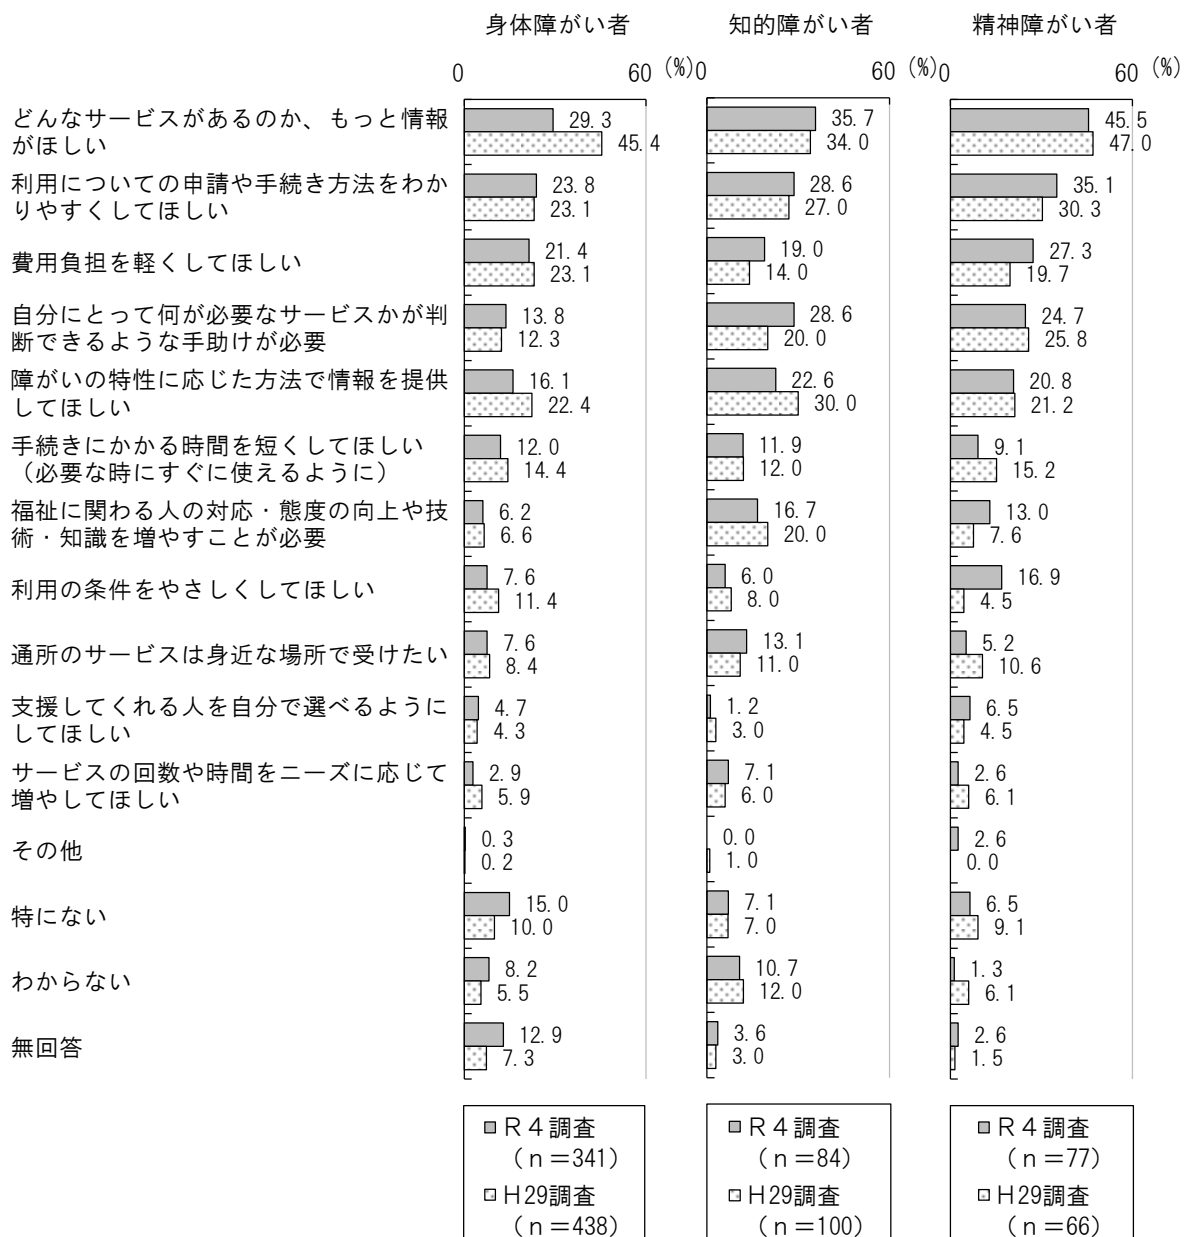 身体障がい者 知的障がい者 精神障がい者
0 60 (%) 0 60 (%) 0 60 (%)
どんなサービスがあるのか、もっと情報
がほしい
29.3 35.7 45.5
45.4 34.0 47.0
利用についての申請や手続き方法をわか
りやすくしてほしい
23.8 28.6 35.1
23.1 27.0 30.3
費用負担を軽くしてほしい
21.4 19.0 27.3
23.1 14.0 19.7
自分にとって何が必要なサービスかが判
断できるような手助けが必要
13.8 28.6 24.7
12.3 20.0 25.8
障がいの特性に応じた方法で情報を提供
してほしい
16.1 22.6 20.8
22.4 30.0 21.2
手続きにかかる時間を短くしてほしい
（必要な時にすぐに使えるように）
12.0 11.9 9.1
14.4 12.0 15.2
福祉に関わる人の対応・態度の向上や技
術・知識を増やすことが必要
6.2 16.7 13.0
6.6 20.0 7.6
利用の条件をやさしくしてほしい
7.6 6.0 16.9
11.4 8.0 4.5
通所のサービスは身近な場所で受けたい
7.6 13.1 5.2
8.4 11.0 10.6
支援してくれる人を自分で選べるように
してほしい
4.7 1.2 6.5
4.3 3.0 4.5
サービスの回数や時間をニーズに応じて
増やしてほしい
2.9 7.1 2.6
5.9 6.0 6.1
その他
0.3 0.0 2.6
0.2 1.0 0.0
特にない
15.0 7.1 6.5
10.0 7.0 9.1
わからない
8.2 10.7 1.3
5.5 12.0 6.1
無回答
12.9 3.6 2.6
7.3 3.0 1.5
Ｒ４調査
（ｎ＝341）
Ｈ29調査
（ｎ＝438）
Ｒ４調査
（ｎ＝84）
Ｈ29調査
（ｎ＝100）
Ｒ４調査
（ｎ＝77）
Ｈ29調査
（ｎ＝66）